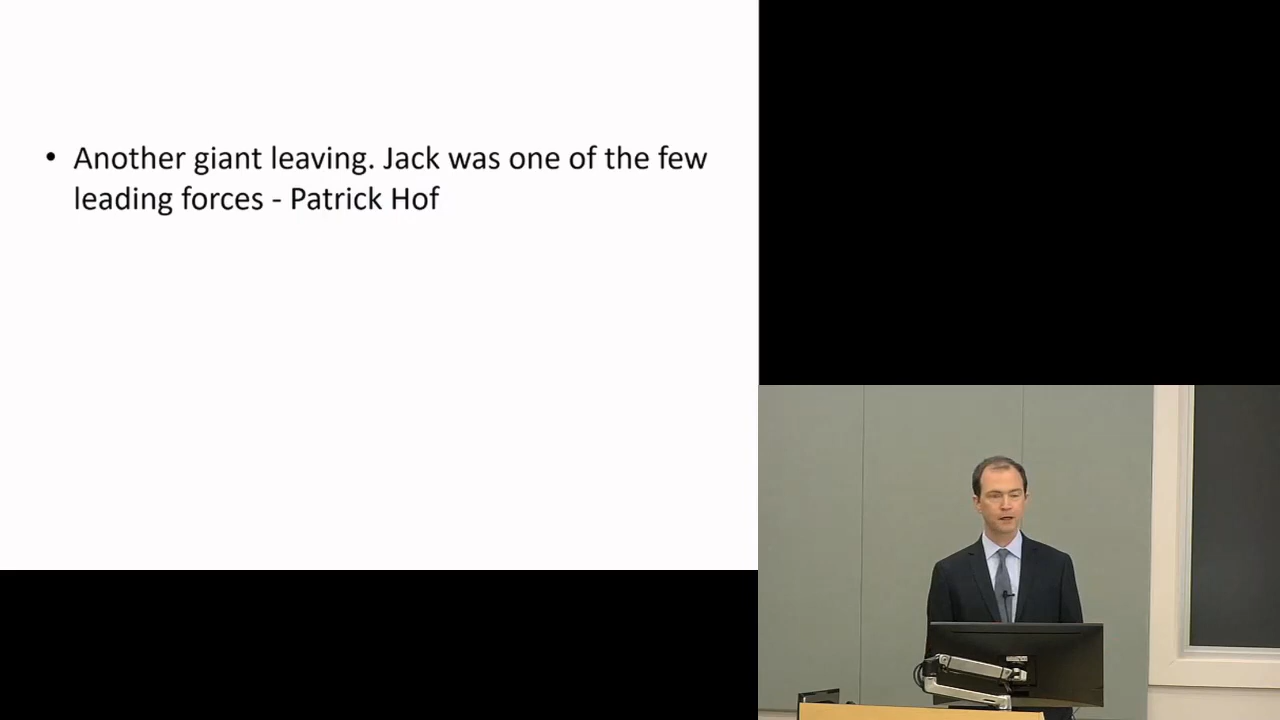 • Another giant leaving. Jack was one of the few
leading forces - Patrick Hof